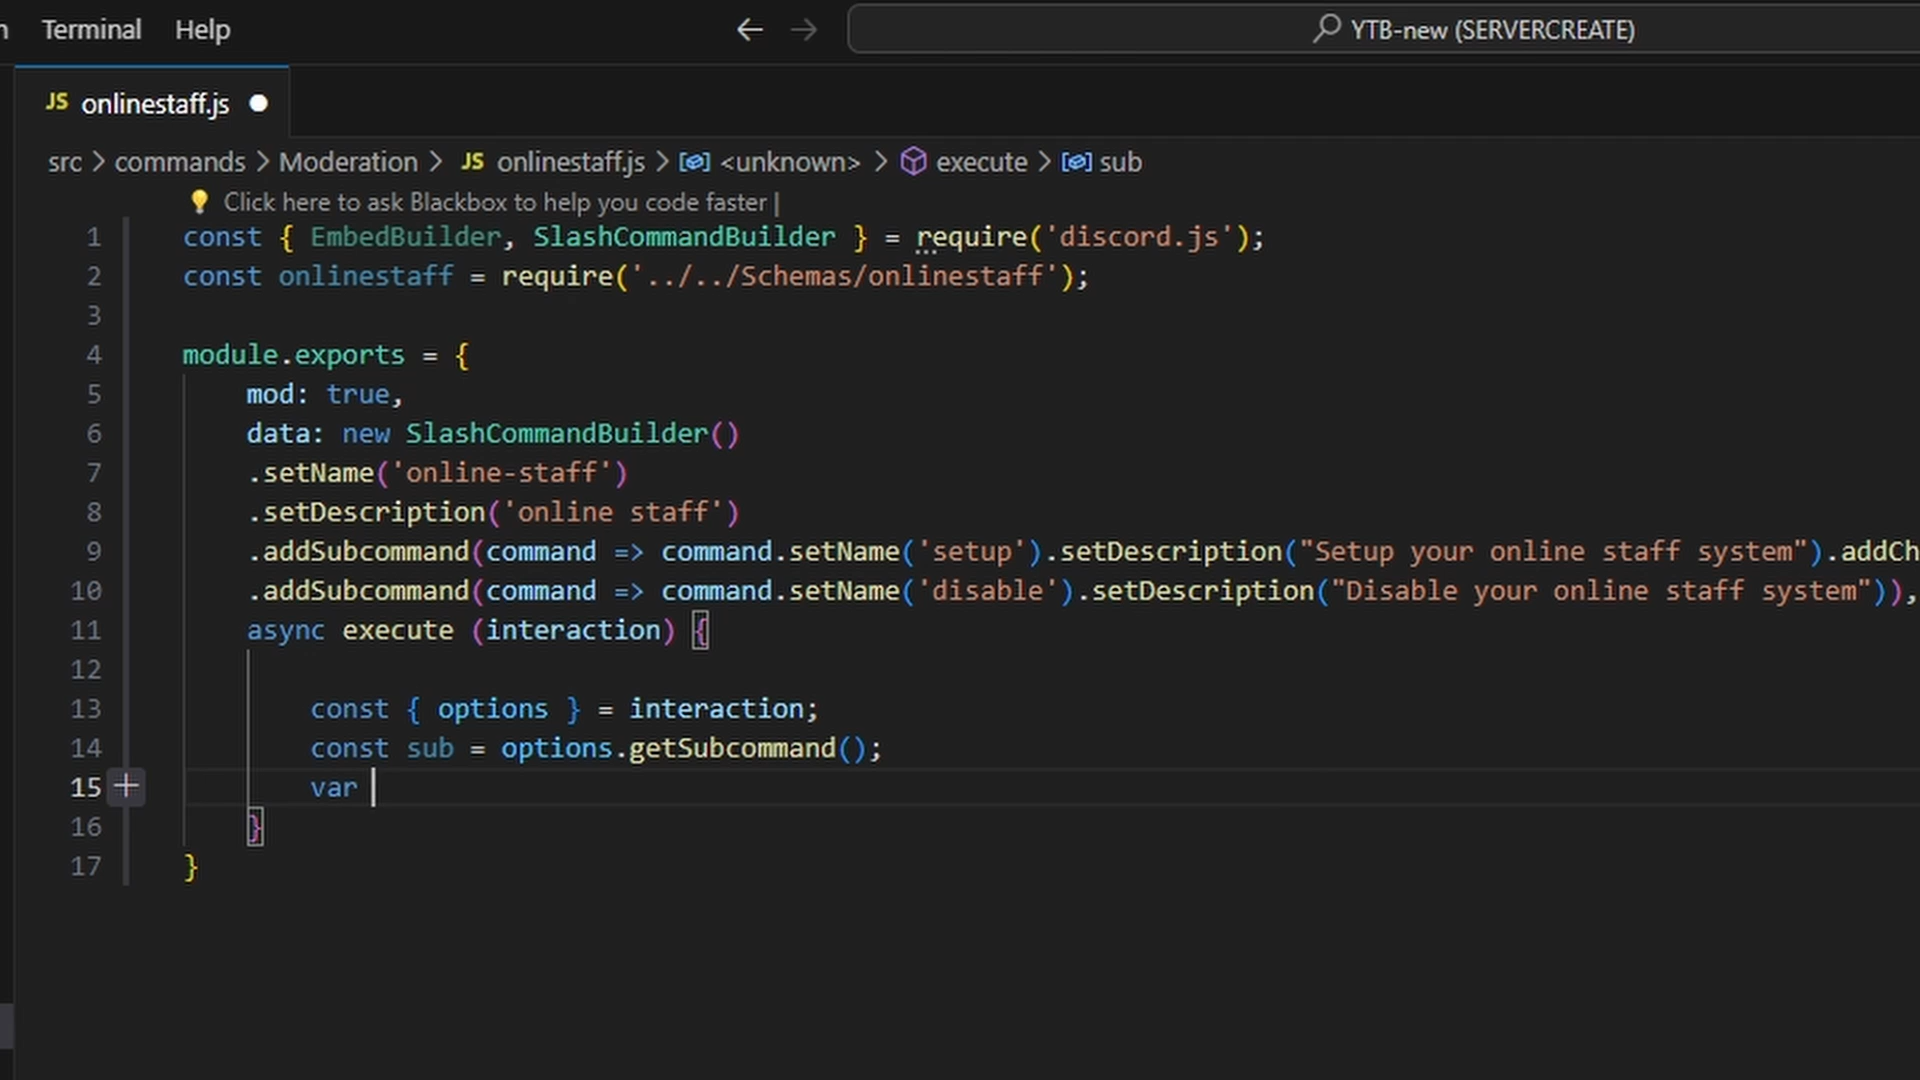 Terminal Help YTB-new (SERVERCREATE)
JS onlinestaff.js
src > commands > Moderation > JS onlinestaff.js > <unknown> > execute > sub
Click here to ask Blackbox to help you code faster |
1 const { EmbedBuilder, SlashCommandBuilder } = require('discord.js');
2 const onlinestaff = require('../../Schemas/onlinestaff');
3
4 module.exports = {
5 mod: true,
6 data: new SlashCommandBuilder()
7 .setName('online-staff')
8 .setDescription('online staff')
9 .addSubcommand(command => command.setName('setup').setDescription("Setup your online staff system").addCh
10 .addSubcommand(command => command.setName('disable').setDescription("Disable your online staff system")),
11 async execute (interaction) {
12
13 const { options } = interaction;
14 const sub = options.getSubcommand();
15 var
16 }
17 }